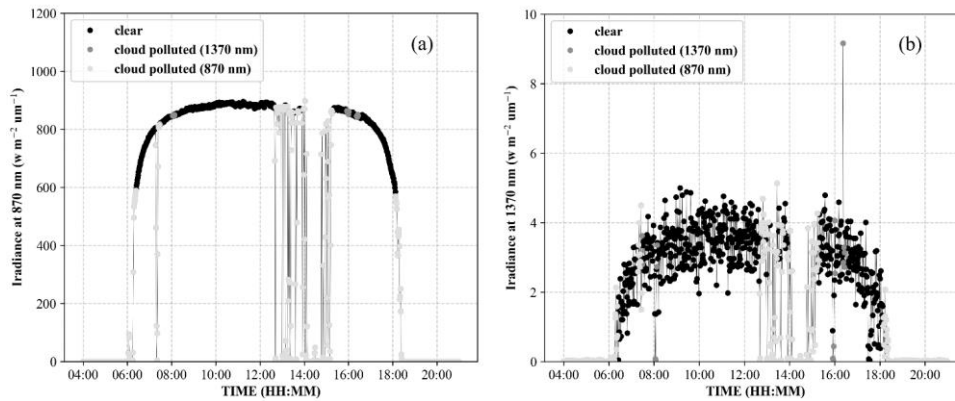 1200
1000
800
600
400
200
0
Iradiance at 870 nm (w m⁻² um⁻¹)
clear
cloud polluted (1370 nm)
cloud polluted (870 nm)
(a)
04:00 06:00 08:00 10:00 12:00 14:00 16:00 18:00 20:00
TIME (HH:MM)
10
8
6
4
2
0
Irradiance at 1370 nm (w m⁻² um⁻¹)
clear
cloud polluted (1370 nm)
cloud polluted (870 nm)
(b)
04:00 06:00 08:00 10:00 12:00 14:00 16:00 18:00 20:00
TIME (HH:MM)